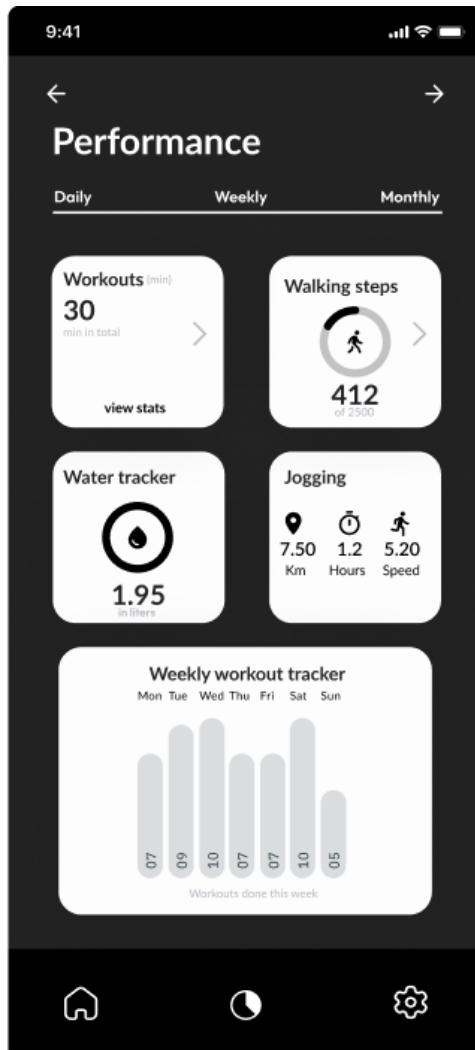 9:41
Performance
Daily Weekly Monthly
Workouts (min)
30
min in total
view stats
Walking steps
412
of 2500
Water tracker
1.95
in liters
Jogging
7.50 1.2 5.20
Km Hours Speed
Weekly workout tracker
Mon Tue Wed Thu Fri Sat Sun
07 09 10 07 07 10 05
Workouts done this week